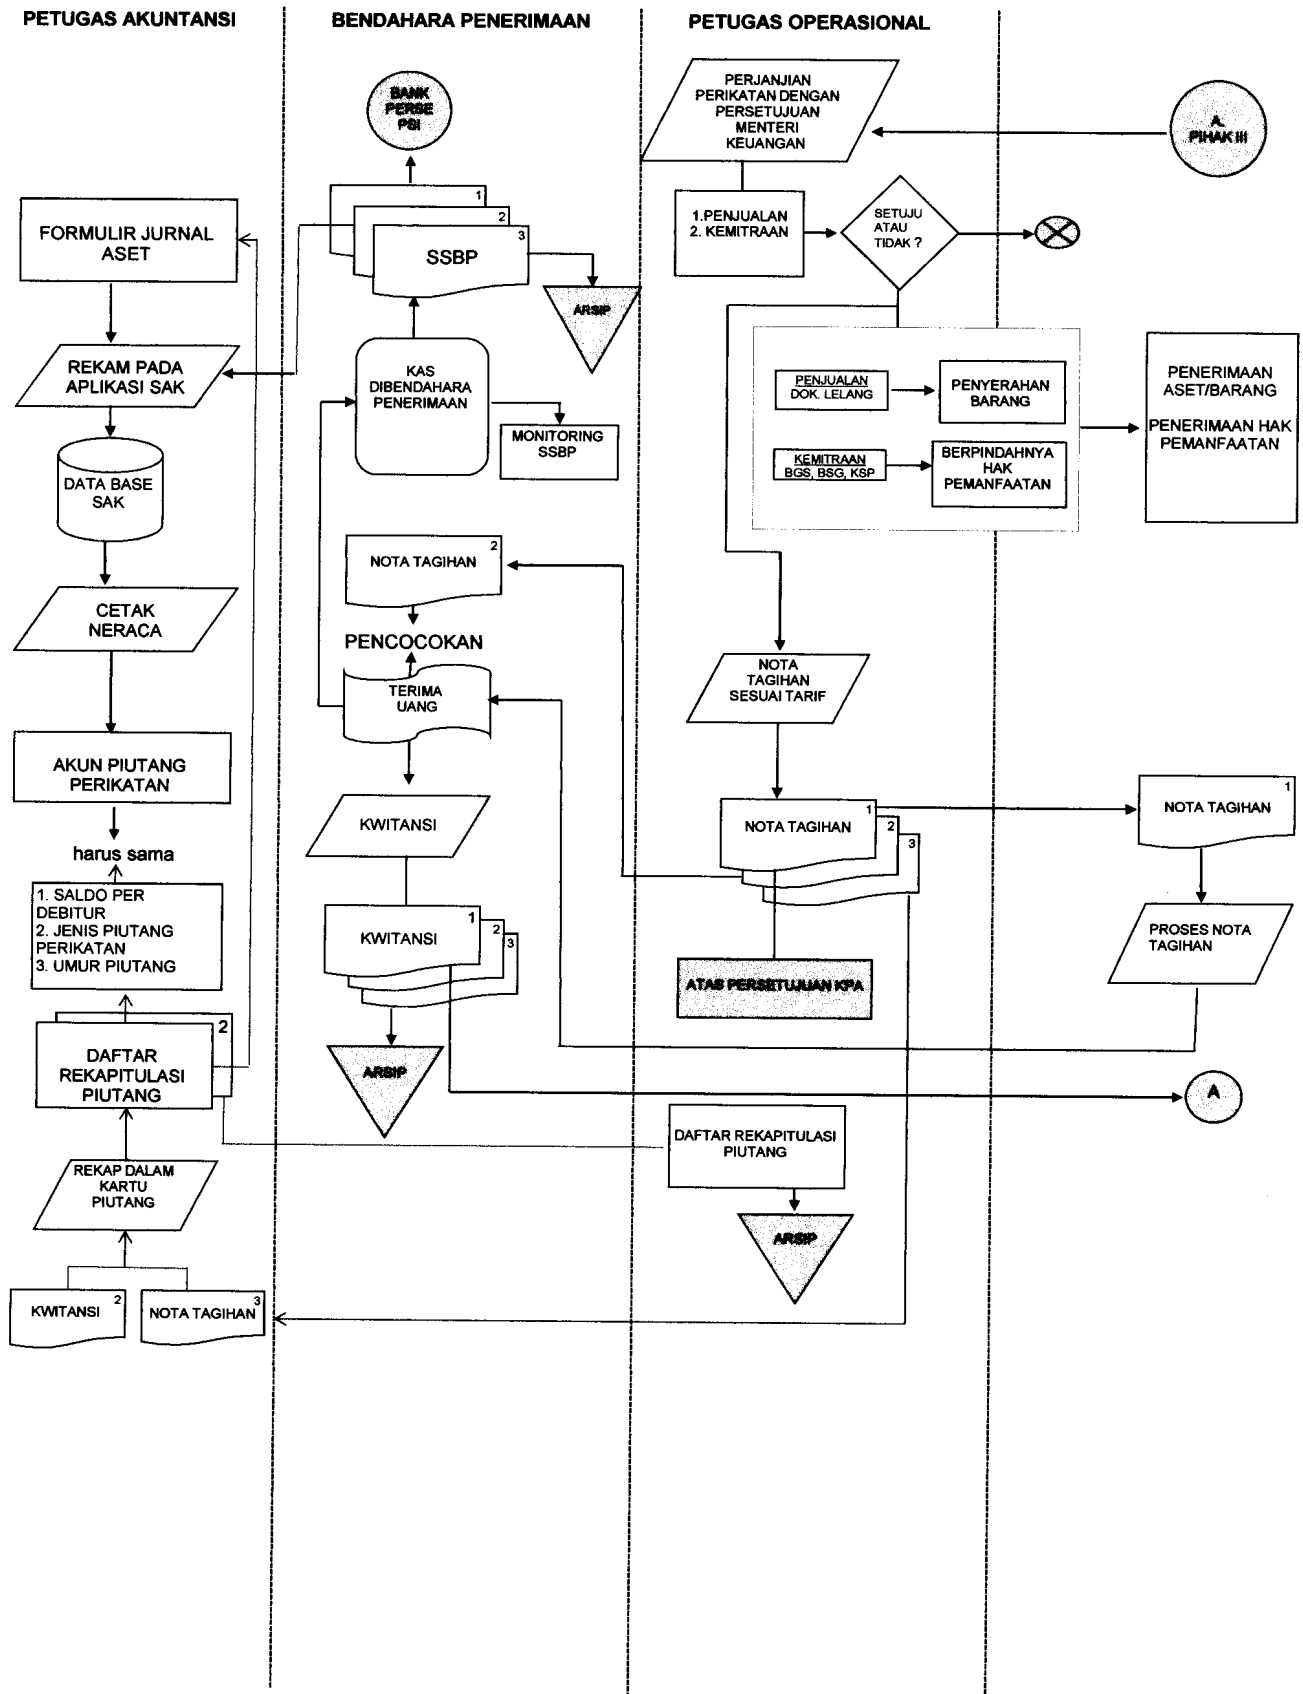 PETUGAS AKUNTANSI
BENDAHARA PENERIMAAN
PETUGAS OPERASIONAL
BANK
PERSE
PSI
PERJANJIAN
PERIKATAN DENGAN
PERSETUJUAN
MENTERI
KEUANGAN
A.
PIHAK III
FORMULIR JURNAL
ASET
1
2
3
SSBP
ARSIP
1.PENJUALAN
2. KEMITRAAN
SETUJU
ATAU
TIDAK ?
REKAM PADA
APLIKASI SAK
KAS
DIBENDAHARA
PENERIMAAN
MONITORING
SSBP
PENJUALAN
DOK. LELANG
PENYERAHAN
BARANG
KEMITRAAN
BGS, BSG, KSP
BERPINDAHNYA
HAK
PEMANFAATAN
PENERIMAAN
ASET/BARANG
PENERIMAAN HAK
PEMANFAATAN
DATA BASE
SAK
2
NOTA TAGIHAN
PENCOCOKAN
TERIMA
UANG
CETAK
NERACA
NOTA
TAGIHAN
SESUAI TARIF
AKUN PIUTANG
PERIKATAN
harus sama
KWITANSI
1
NOTA TAGIHAN
2
3
1
NOTA TAGIHAN
1. SALDO PER
DEBITUR
2. JENIS PIUTANG
PERIKATAN
3. UMUR PIUTANG
1
KWITANSI
2
3
PROSES NOTA
TAGIHAN
ATAS PERSETUJUAN KPA
2
DAFTAR
REKAPITULASI
PIUTANG
ARSIP
A
DAFTAR REKAPITULASI
PIUTANG
REKAP DALAM
KARTU
PIUTANG
ARSIP
KWITANSI
2
NOTA TAGIHAN
3